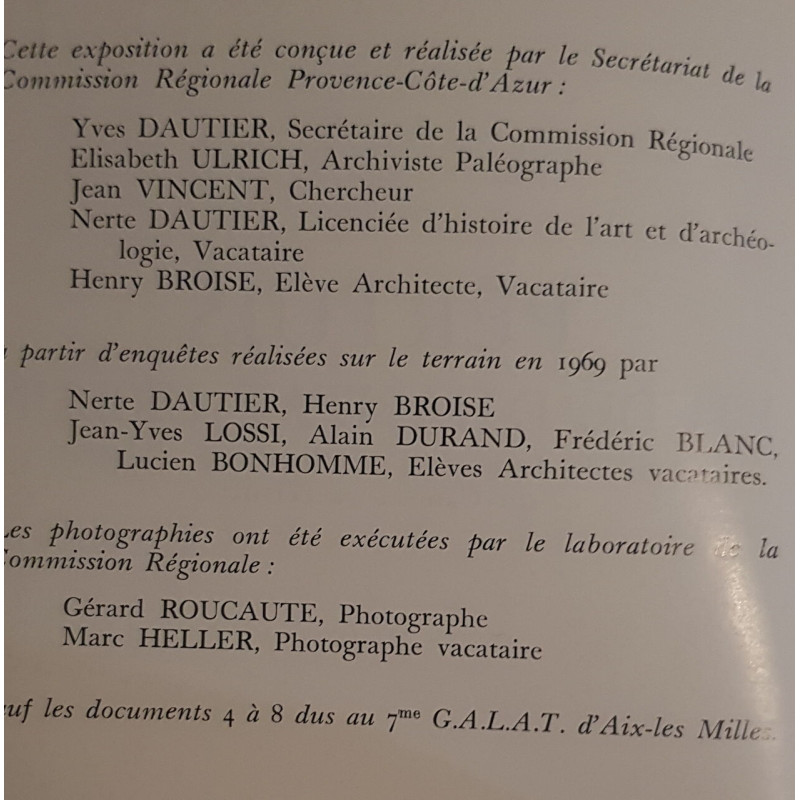 Cette exposition a été conçue et réalisée par le Secrétariat de la
Commission Régionale Provence-Côte-d'Azur :
Yves DAUTIER, Secrétaire de la Commission Régionale
Elisabeth ULRICH, Archiviste Paléographe
Jean VINCENT, Chercheur
Nerte DAUTIER, Licenciée d'histoire de l'art et d'archéo-
logie, Vacataire
Henry BROISE, Elève Architecte, Vacataire
partir d'enquêtes réalisées sur le terrain en 1969 par
Nerte DAUTIER, Henry BROISE
Jean-Yves LOSSI, Alain DURAND, Frédéric BLANC,
Lucien BONHOMME, Elèves Architectes vacataires.
Les photographies ont été exécutées par le laboratoire de la
Commission Régionale :
Gérard ROUCAUTE, Photographe
Marc HELLER, Photographe vacataire
uf les documents 4 à 8 dus au 7me G.A.L.A.T. d'Aix-les Milles.